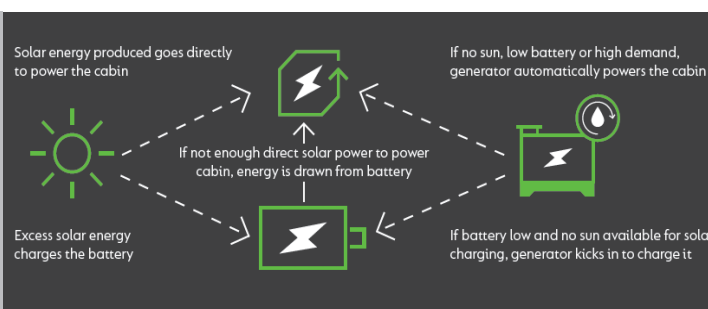 Solar energy produced goes directly
to power the cabin
If no sun, low battery or high demand,
generator automatically powers the cabin
If not enough direct solar power to power
cabin, energy is drawn from battery
Excess solar energy
charges the battery
If battery low and no sun available for sola
charging, generator kicks in to charge it